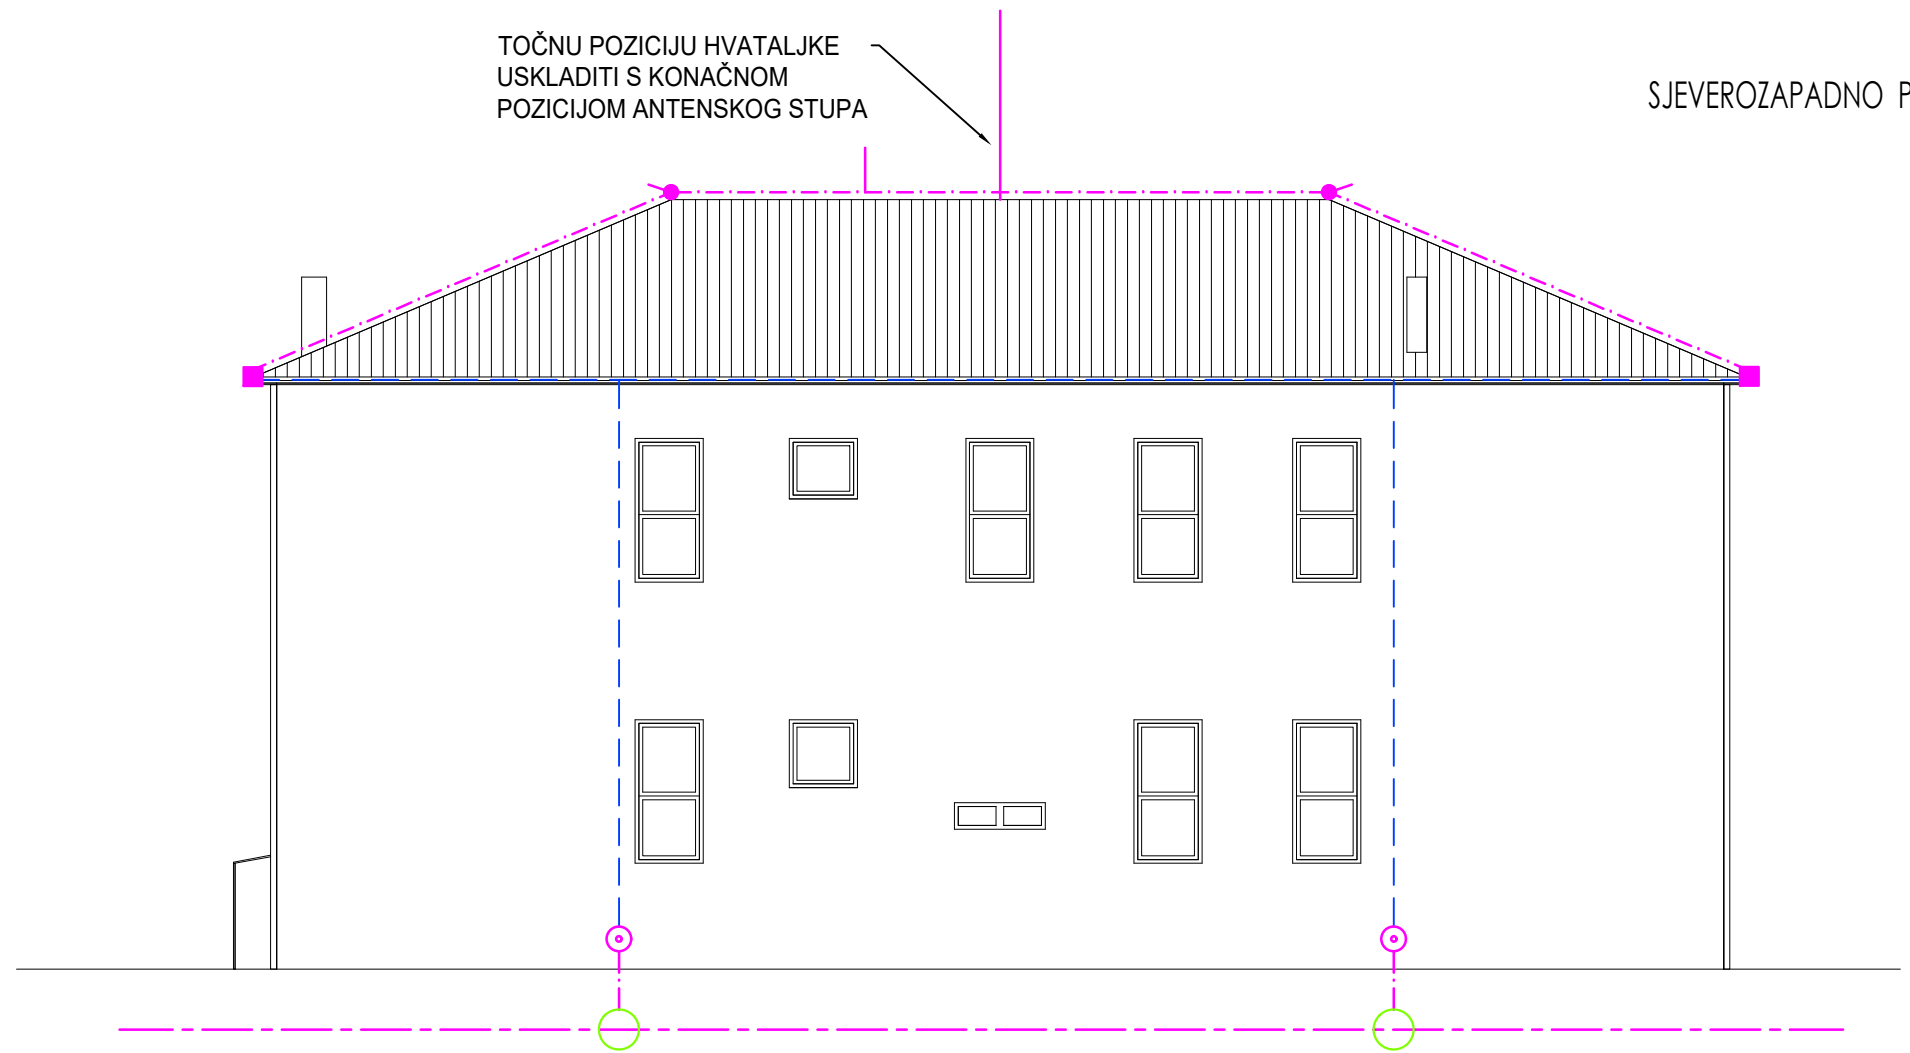 TOČNU POZICIJU HVATALJKE
USKLADITI S KONAČNOM
POZICIJOM ANTENSKOG STUPA
SJEVEROZAPADNO P